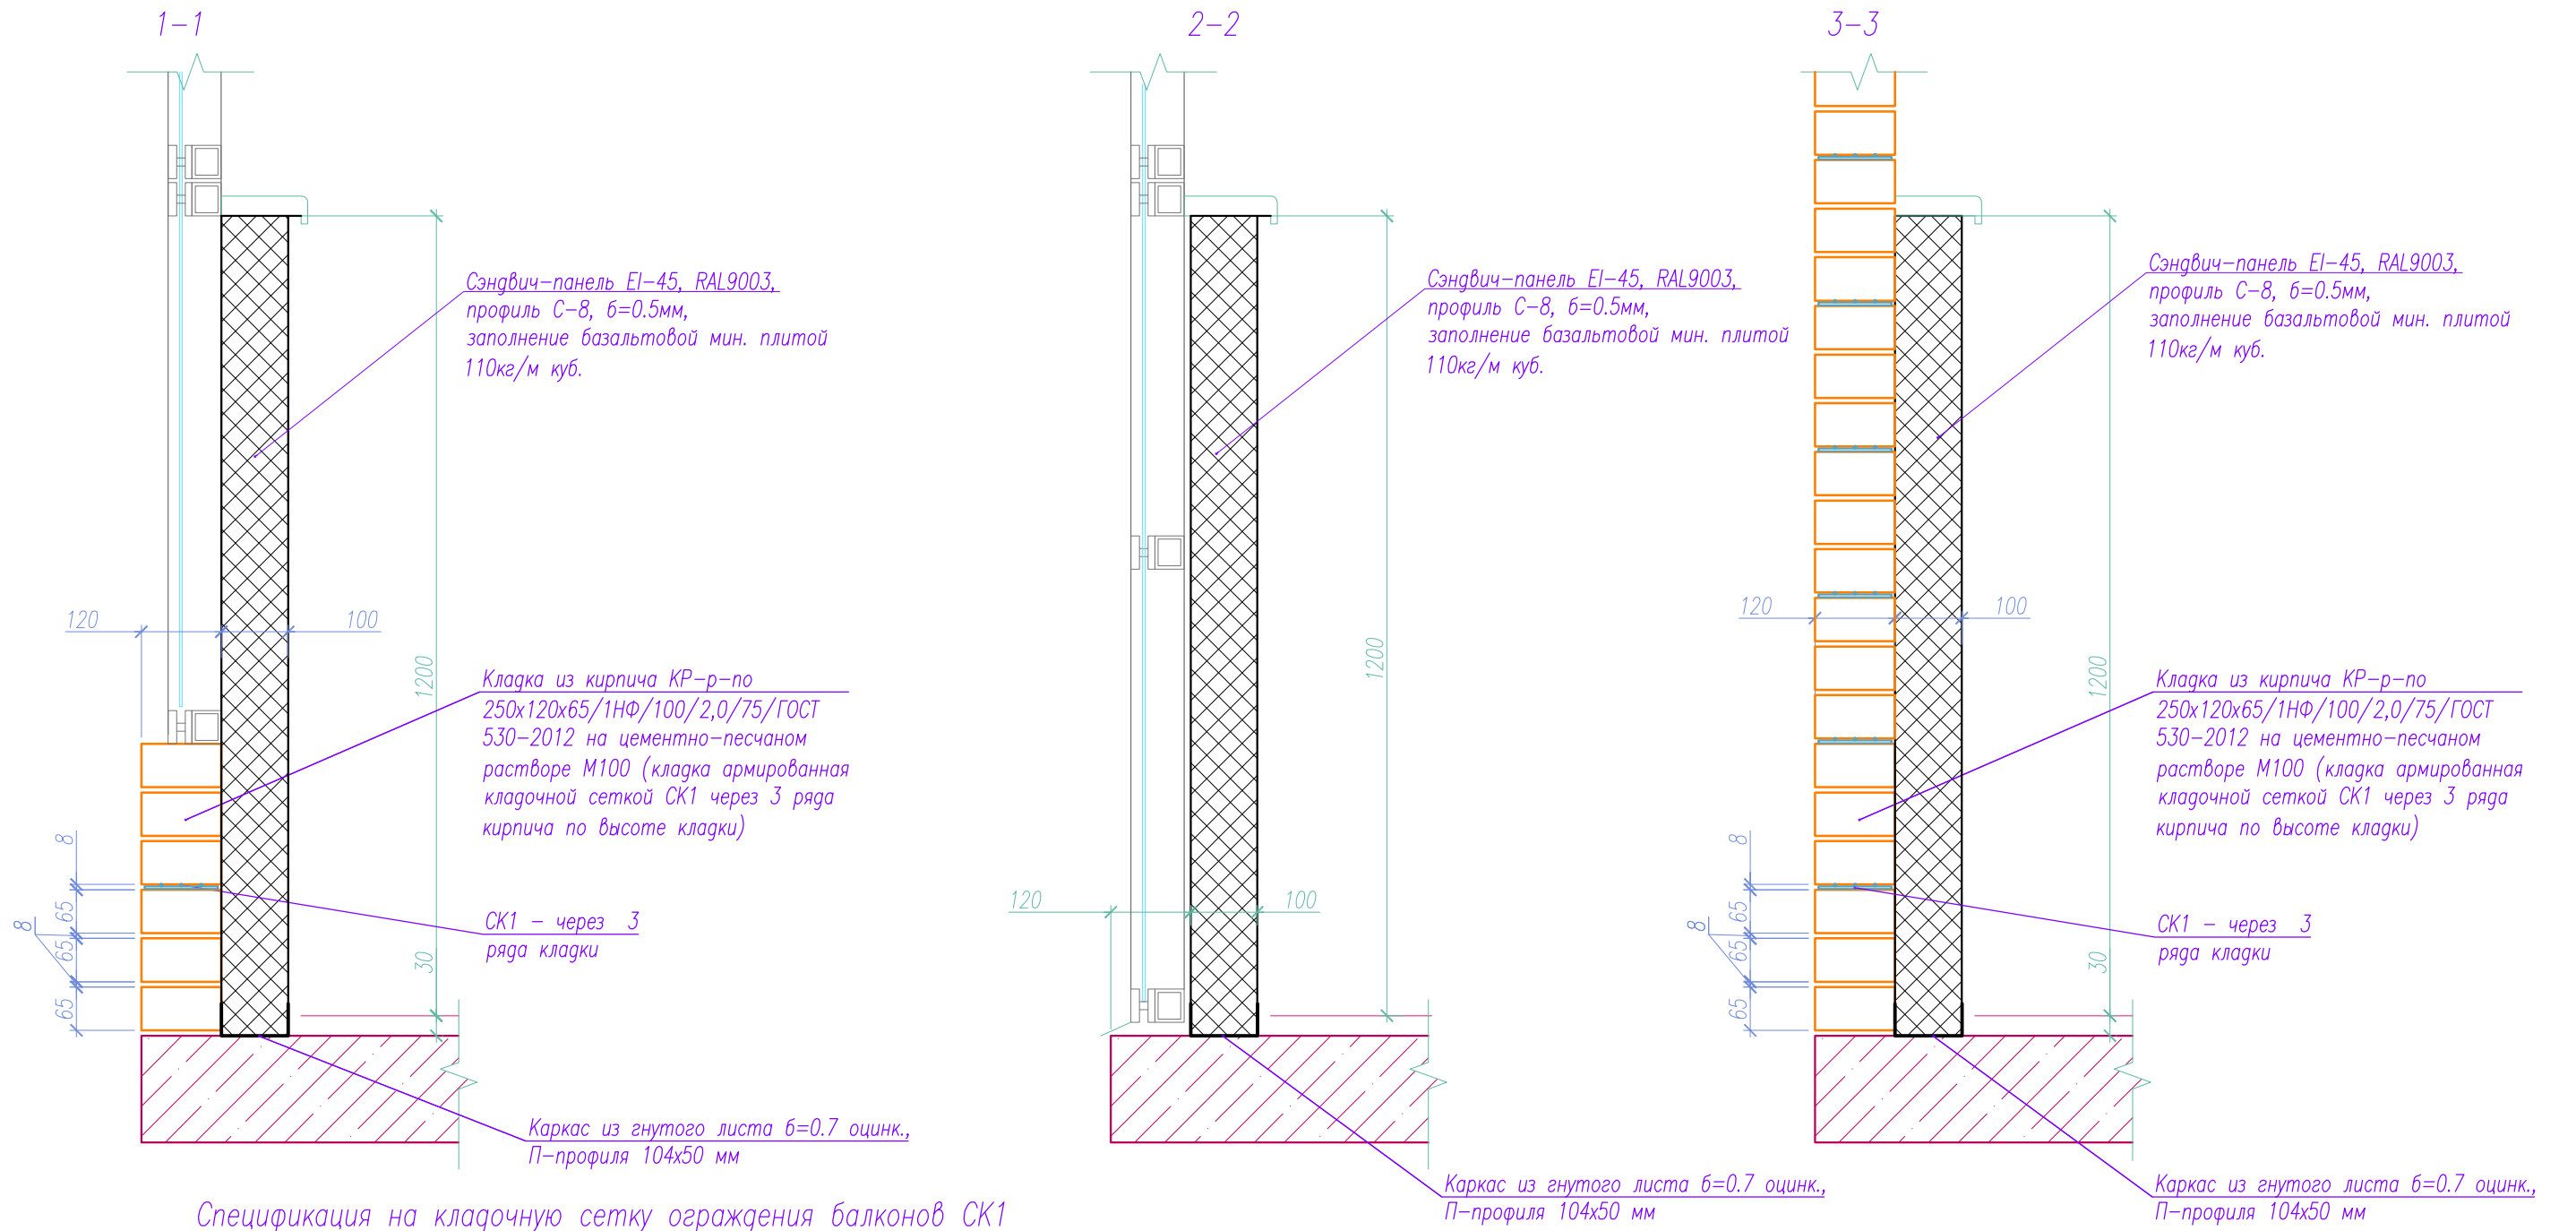 1-1
Сэндвич-панель EI-45, RAL9003,
профиль С-8, б=0.5мм,
заполнение базальтовой мин. плитой
110кг/м куб.
120
100
1200
Кладка из кирпича КР-р-по
250х120х65/1НФ/100/2,0/75/ГОСТ
530-2012 на цементно-песчаном
растворе М100 (кладка армированная
кладочной сеткой СК1 через 3 ряда
кирпича по высоте кладки)
8
65
8
65
65
СК1 - через 3
ряда кладки
30
Каркас из гнутого листа б=0.7 оцинк.,
П-профиля 104х50 мм
2-2
Сэндвич-панель EI-45, RAL9003,
профиль С-8, б=0.5мм,
заполнение базальтовой мин. плитой
110кг/м куб.
1200
120
100
Каркас из гнутого листа б=0.7 оцинк.,
П-профиля 104х50 мм
3-3
Сэндвич-панель EI-45, RAL9003,
профиль С-8, б=0.5мм,
заполнение базальтовой мин. плитой
110кг/м куб.
120
100
1200
Кладка из кирпича КР-р-по
250х120х65/1НФ/100/2,0/75/ГОСТ
530-2012 на цементно-песчаном
растворе М100 (кладка армированная
кладочной сеткой СК1 через 3 ряда
кирпича по высоте кладки)
8
65
8
65
65
СК1 - через 3
ряда кладки
30
Каркас из гнутого листа б=0.7 оцинк.,
П-профиля 104х50 мм
Спецификация на кладочную сетку ограждения балконов СК1